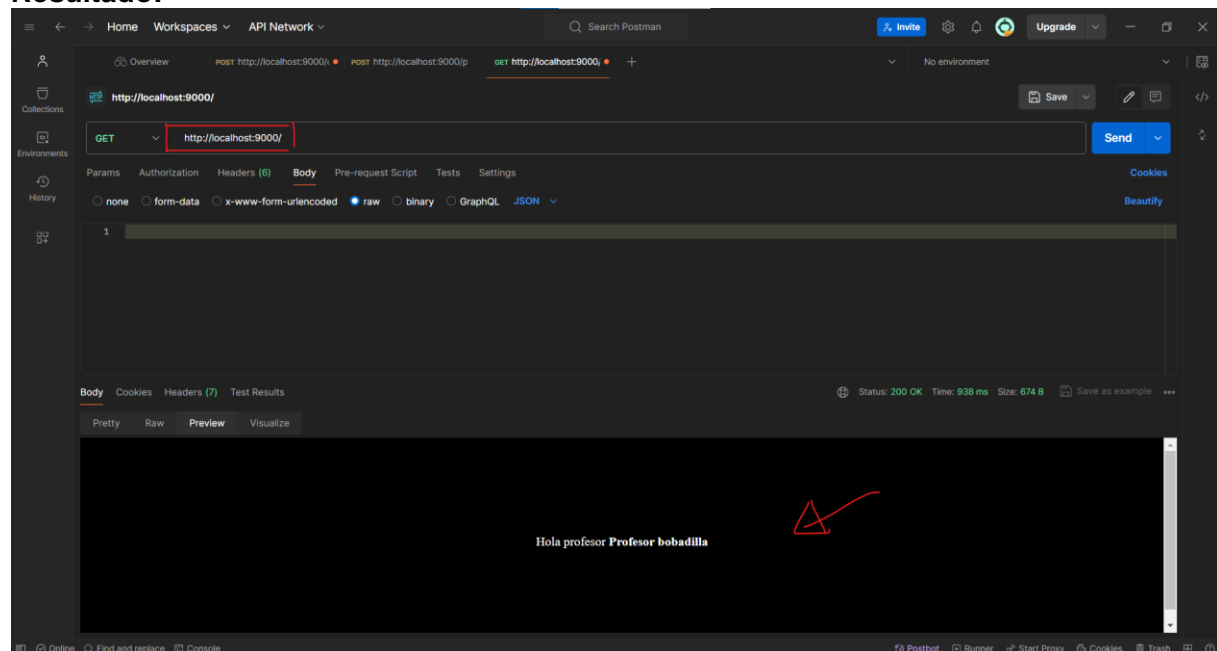 Resultado:
Home Workspaces API Network Search Postman Invite Upgrade
Overview POST http://localhost:9000/ POST http://localhost:9000/p GET http://localhost:9000/ + No environment
http://localhost:9000/ Save
Collections
GET http://localhost:9000/ Send
Environments
Params Authorization Headers (6) Body Pre-request Script Tests Settings Cookies
History
none form-data x-www-form-urlencoded raw binary GraphQL JSON Beautify
1
Body Cookies Headers (7) Test Results Status: 200 OK Time: 938 ms Size: 674 B Save as example
Pretty Raw Preview Visualize
Hola profesor Profesor bobadilla
Online Find and replace Console Postbot Runner Start Proxy Cookies Trash